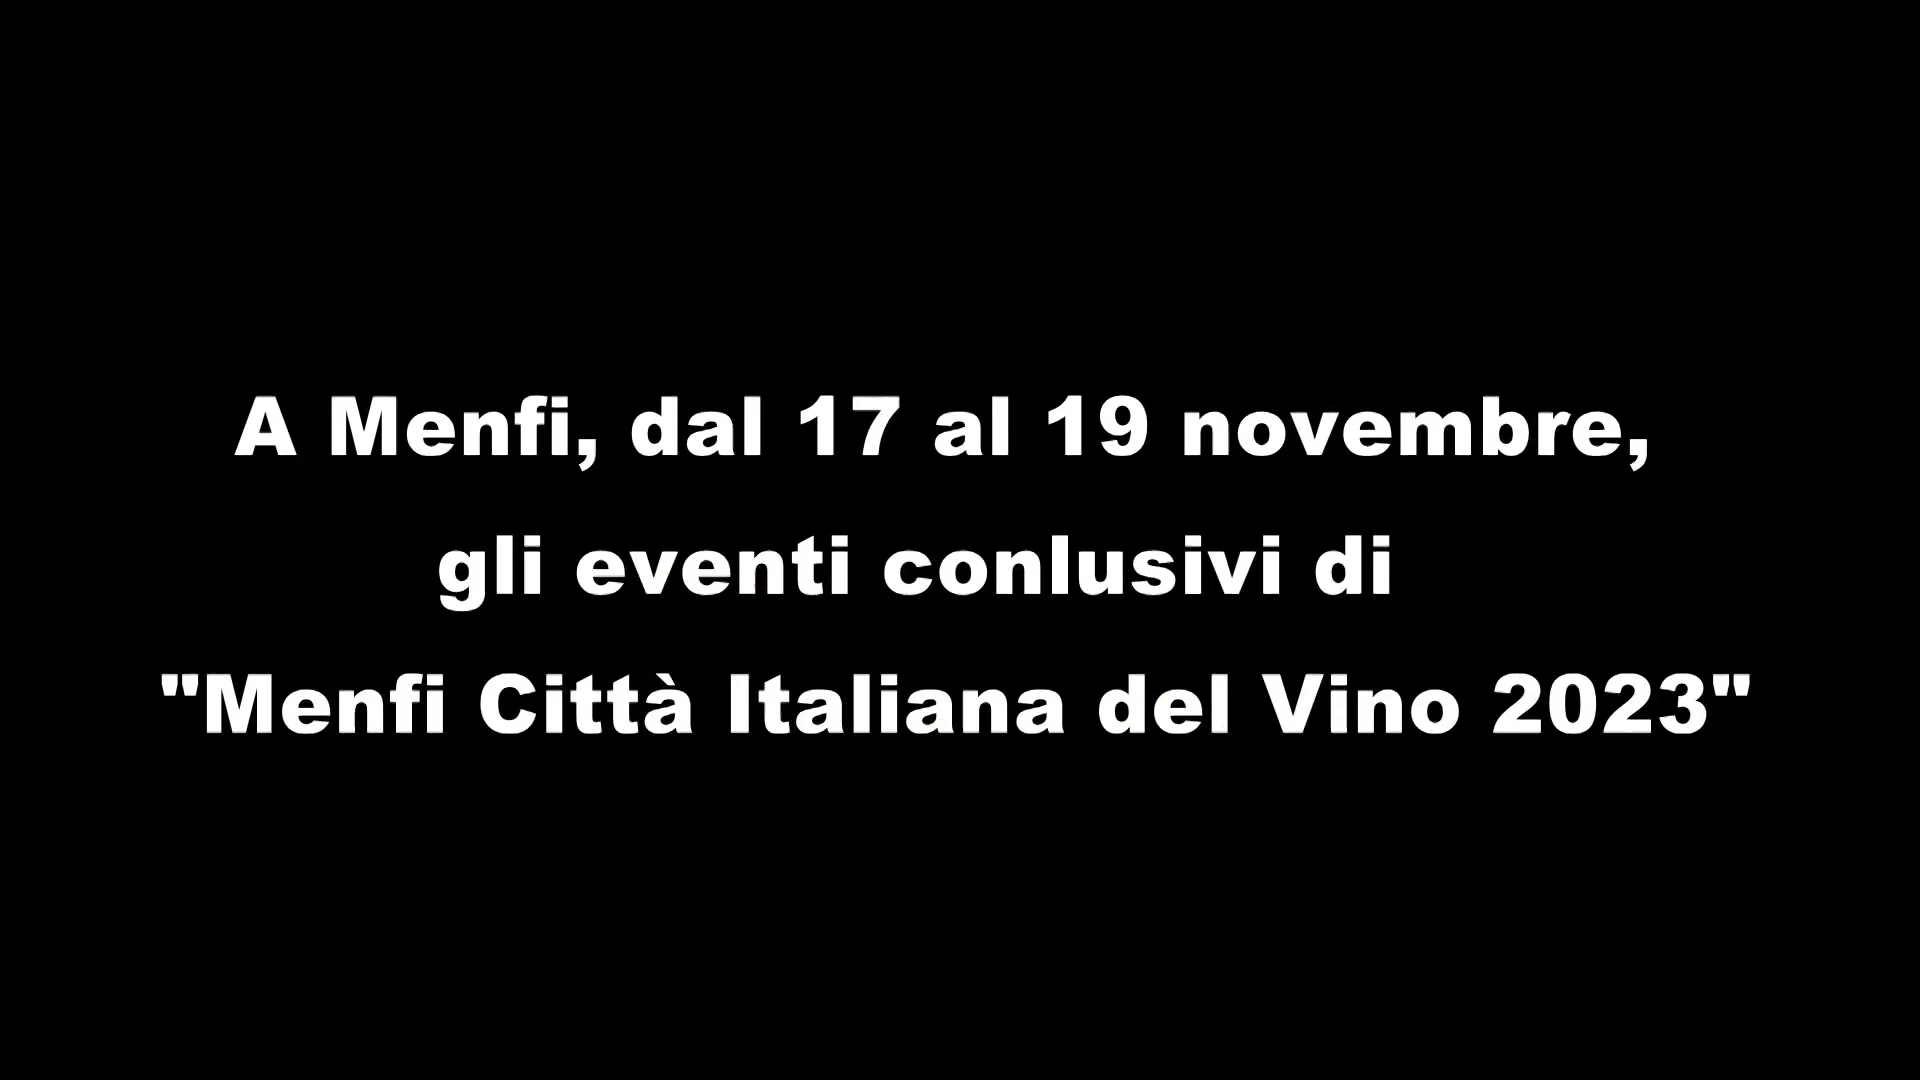 A Menfi, dal 17 al 19 novembre,
gli eventi conlusivi di
"Menfi Città Italiana del Vino 2023"